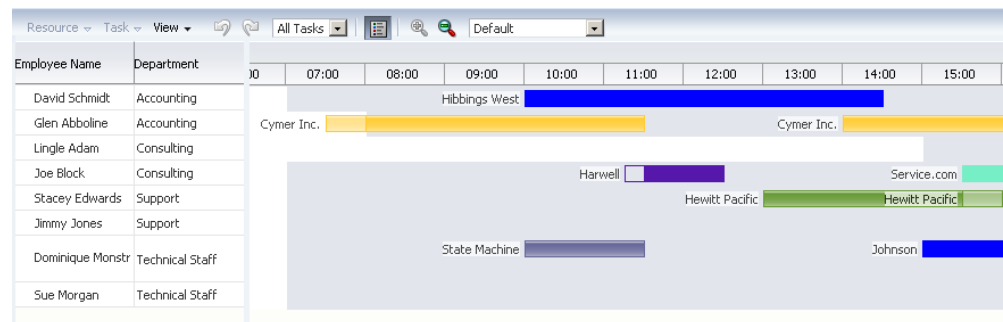 Resource Task View All Tasks Default
Employee Name Department
00 07:00 08:00 09:00 10:00 11:00 12:00 13:00 14:00 15:00
David Schmidt Accounting Hibbings West
Glen Abboline Accounting Cymer Inc. Cymer Inc.
Lingle Adam Consulting
Joe Block Consulting Harwell Service.com
Stacey Edwards Support Hewitt Pacific Hewitt Pacific
Jimmy Jones Support
Dominique Monstr Technical Staff State Machine Johnson
Sue Morgan Technical Staff